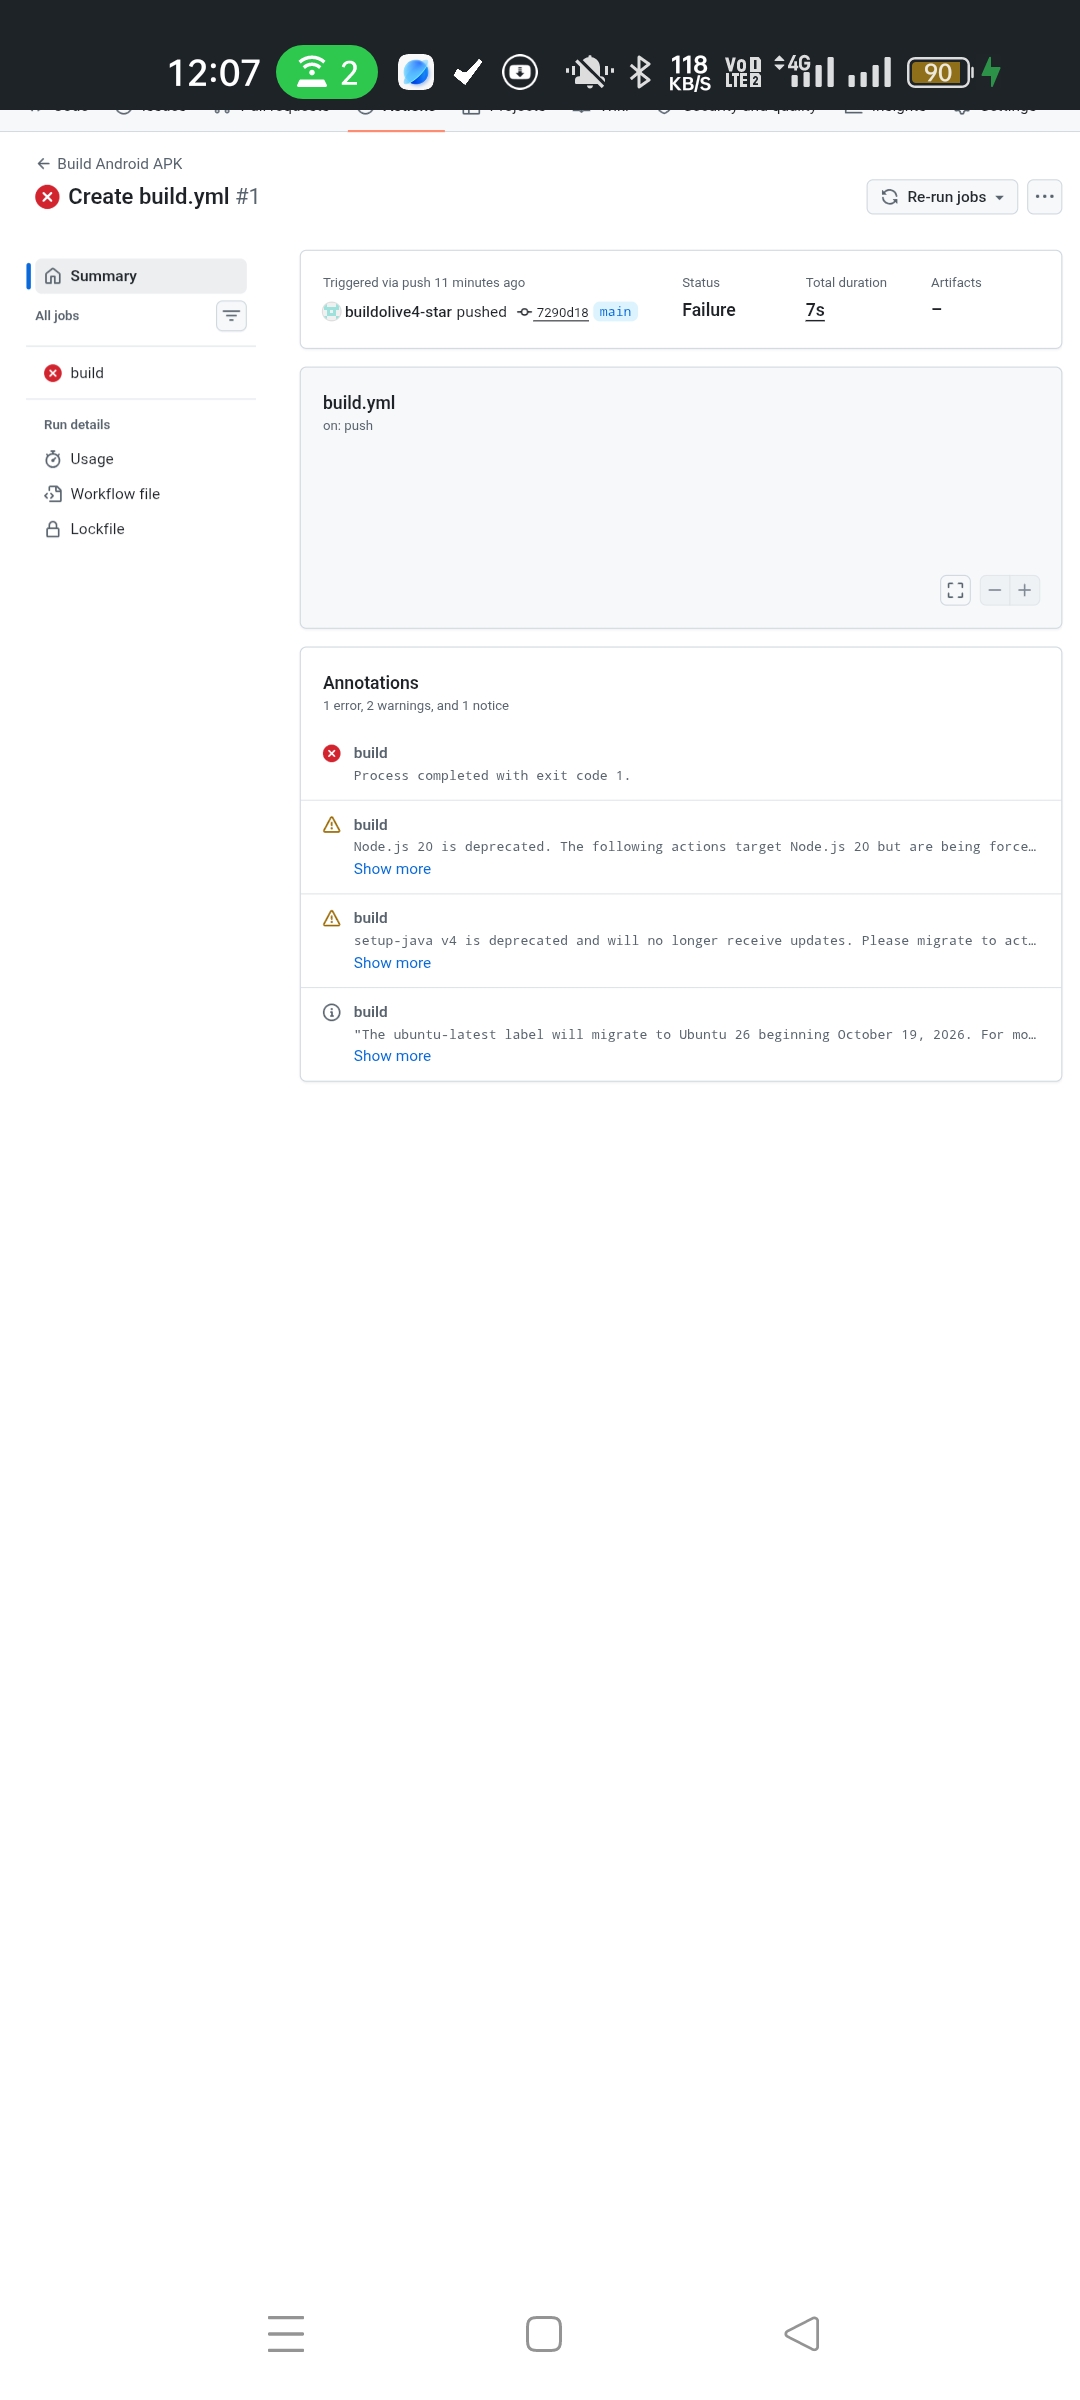 12:07 2 118 KB/S VoD LTE 2 4G 90
Build Android APK
Create build.yml #1
Re-run jobs
Summary
All jobs
build
Run details
Usage
Workflow file
Lockfile
Triggered via push 11 minutes ago
buildolive4-star pushed 7290d18 main
Status
Failure
Total duration
7s
Artifacts
–
build.yml
on: push
Annotations
1 error, 2 warnings, and 1 notice
build
Process completed with exit code 1.
build
Node.js 20 is deprecated. The following actions target Node.js 20 but are being force…
Show more
build
setup-java v4 is deprecated and will no longer receive updates. Please migrate to act…
Show more
build
"The ubuntu-latest label will migrate to Ubuntu 26 beginning October 19, 2026. For mo…
Show more